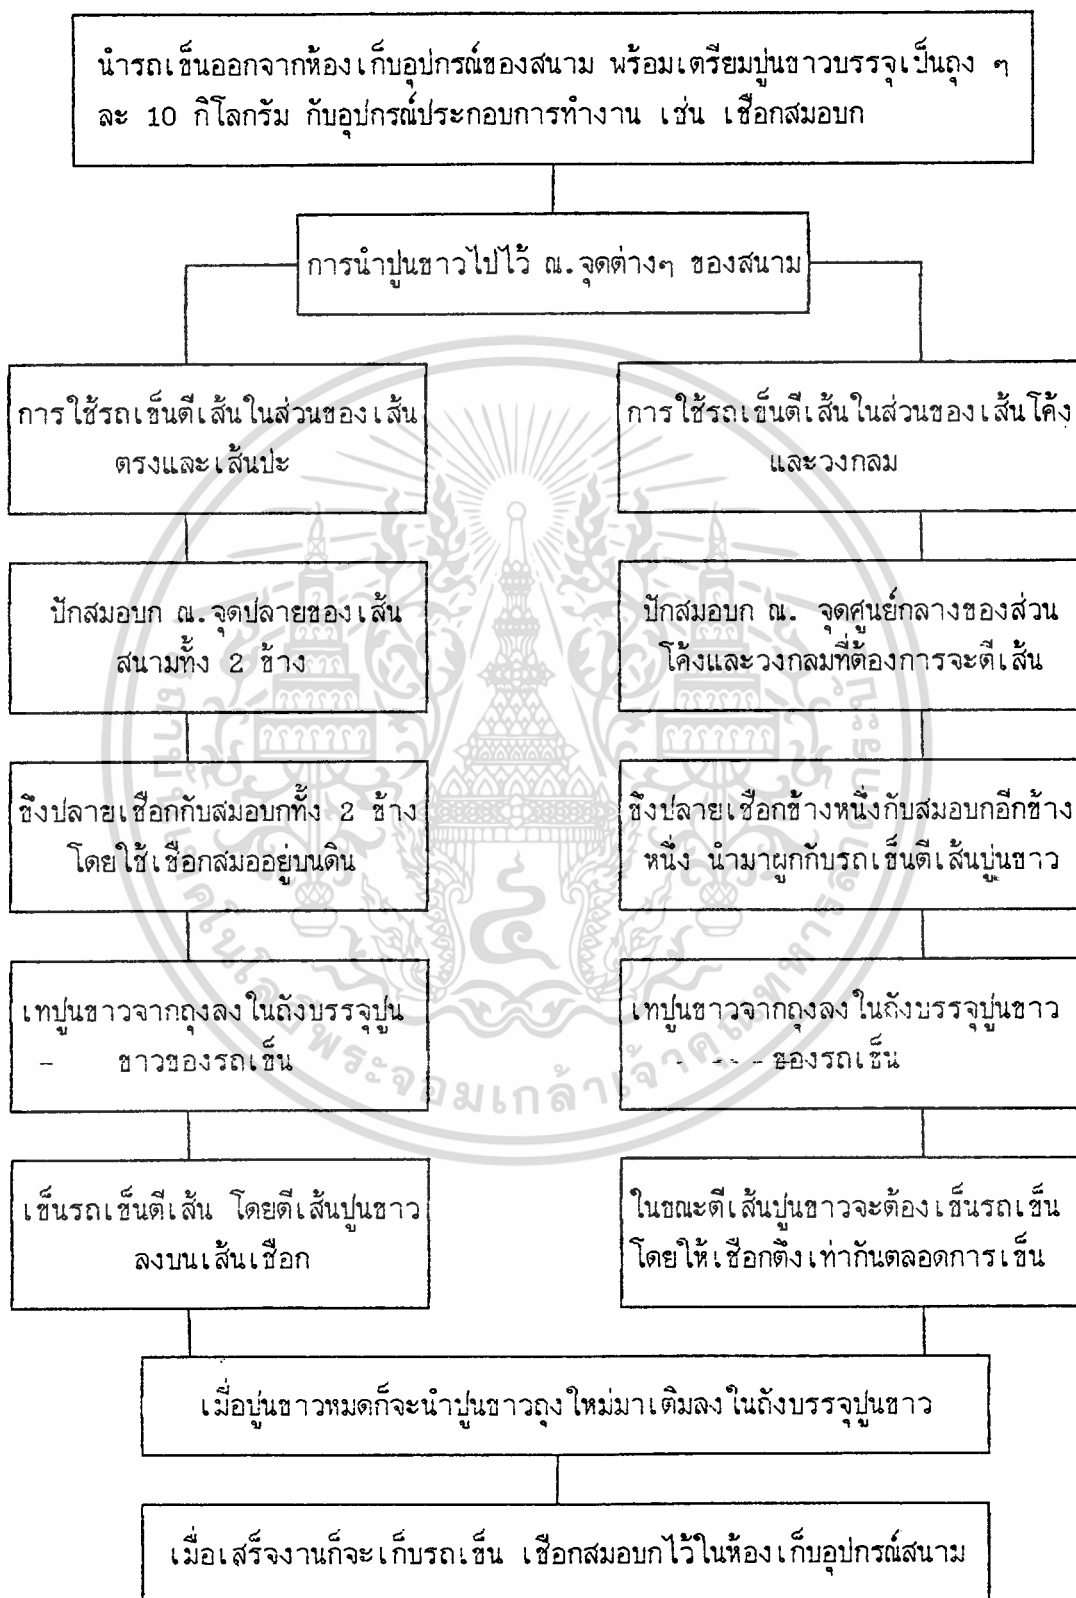 นำรถเข็นออกจากห้องเก็บอุปกรณ์ของสนาม พร้อมเตรียมปูนขาวบรรจุเป็นถุง ๆ
ละ 10 กิโลกรัม กับอุปกรณ์ประกอบการทำงาน เช่น เชือกสมอบก
การนำปูนขาวไปไว้ ณ.จุดต่างๆ ของสนาม
การใช้รถเข็นตีเส้นในส่วนของเส้น
ตรงและเส้นปะ
ปักสมอบก ณ.จุดปลายของเส้น
สนามทั้ง 2 ข้าง
ขึงปลายเชือกกับสมอบกทั้ง 2 ข้าง
โดยใช้เชือกสมออยู่บนดิน
เทปูนขาวจากถุงลงในถังบรรจุปูน
ขาวของรถเข็น
เข็นรถเข็นตีเส้น โดยตีเส้นปูนขาว
ลงบนเส้นเชือก
การใช้รถเข็นตีเส้นในส่วนของเส้นโค้ง
และวงกลม
ปักสมอบก ณ. จุดศูนย์กลางของส่วน
โค้งและวงกลมที่ต้องการจะตีเส้น
ขึงปลายเชือกข้างหนึ่งกับสมอบกอีกข้าง
หนึ่ง นำมาผูกกับรถเข็นตีเส้นปูนขาว
เทปูนขาวจากถุงลงในถังบรรจุปูนขาว
ของรถเข็น
ในขณะตีเส้นปูนขาวจะต้องเข็นรถเข็น
โดยให้เชือกตึงเท่ากันตลอดการเข็น
เมื่อปูนขาวหมดก็จะนำปูนขาวถุงใหม่มาเติมลงในถังบรรจุปูนขาว
เมื่อเสร็จงานก็จะเก็บรถเข็น เชือกสมอบกไว้ในห้องเก็บอุปกรณ์สนาม
พระจอมเกล้าเจ้าคุณทหารลาดกระบัง